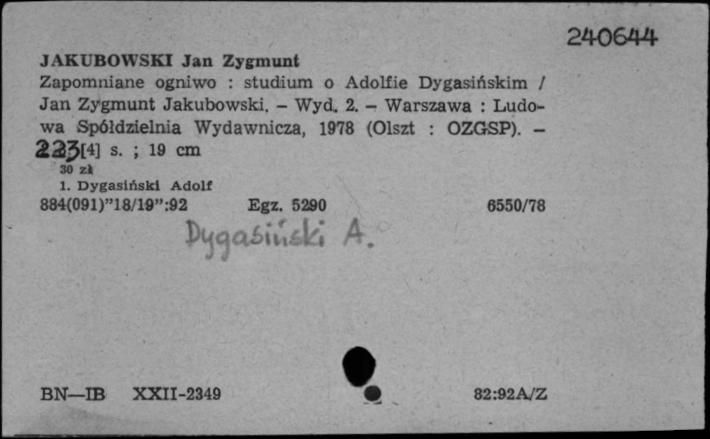 240644
JAKUBOWSKI Jan Zygmunt
Zapomniane ogniwo : studium o Adolfie Dygasińskim /
Jan Zygmunt Jakubowski. – Wyd. 2. – Warszawa : Ludo-
wa Spółdzielnia Wydawnicza, 1978 (Olszt : OZGSP). –
223[4] s. ; 19 cm
30 zł
1. Dygasiński Adolf
884(091)"18/19":92 Egz. 5290 6550/78
Dygasiński A.
BN—IB XXII-2349 82:92A/Z